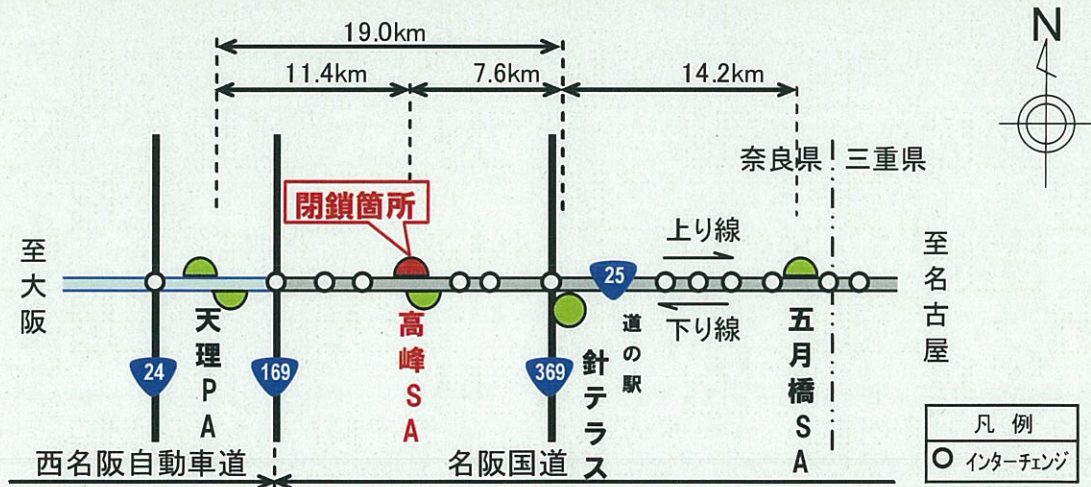 19.0km
11.4km
7.6km
14.2km
N
奈良県
三重県
閉鎖箇所
至大阪
上り線
25
下り線
至名古屋
天理PA
高峰SA
道の駅
針テラス
五月橋SA
24
169
369
西名阪自動車道
名阪国道
凡例
インターチェンジ